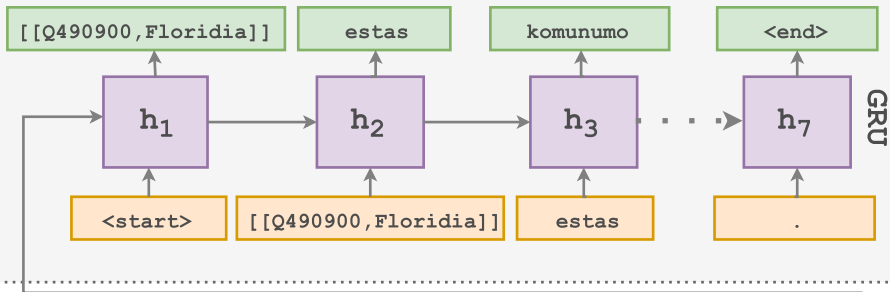 [[Q490900,Floridia]] estas komunumo <end>
h1 h2 h3 h7
GRU
<start> [[Q490900,Floridia]] estas .